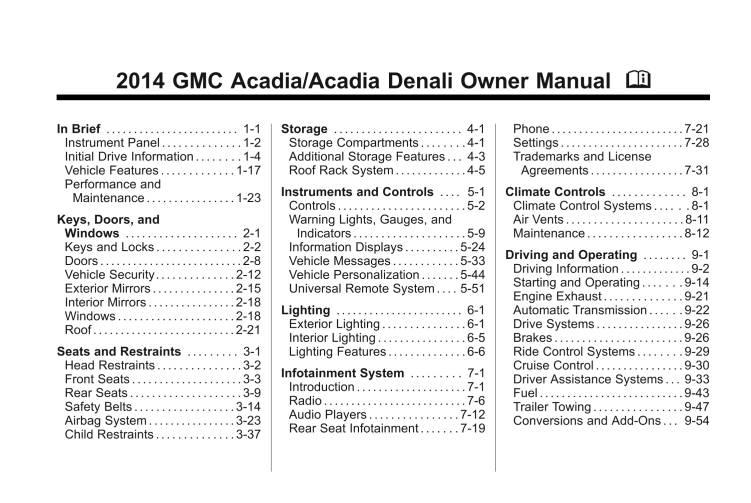 2014 GMC Acadia/Acadia Denali Owner Manual
In Brief . . . . . . . . . . . . . . . . . . . . . . . . 1-1
Instrument Panel . . . . . . . . . . . . . . 1-2
Initial Drive Information . . . . . . . . 1-4
Vehicle Features . . . . . . . . . . . . . 1-17
Performance and
Maintenance . . . . . . . . . . . . . . . 1-23
Keys, Doors, and
Windows . . . . . . . . . . . . . . . . . . . . 2-1
Keys and Locks . . . . . . . . . . . . . . . 2-2
Doors . . . . . . . . . . . . . . . . . . . . . . . . . 2-8
Vehicle Security. . . . . . . . . . . . . . 2-12
Exterior Mirrors . . . . . . . . . . . . . . . 2-15
Interior Mirrors . . . . . . . . . . . . . . . . 2-18
Windows . . . . . . . . . . . . . . . . . . . . . 2-18
Roof . . . . . . . . . . . . . . . . . . . . . . . . . . 2-21
Seats and Restraints . . . . . . . . . 3-1
Head Restraints . . . . . . . . . . . . . . . 3-2
Front Seats . . . . . . . . . . . . . . . . . . . . 3-3
Rear Seats . . . . . . . . . . . . . . . . . . . . 3-9
Safety Belts . . . . . . . . . . . . . . . . . . 3-14
Airbag System . . . . . . . . . . . . . . . . 3-23
Child Restraints . . . . . . . . . . . . . . 3-37
Storage . . . . . . . . . . . . . . . . . . . . . . . 4-1
Storage Compartments . . . . . . . . 4-1
Additional Storage Features . . . 4-3
Roof Rack System . . . . . . . . . . . . . 4-5
Instruments and Controls . . . . 5-1
Controls . . . . . . . . . . . . . . . . . . . . . . . 5-2
Warning Lights, Gauges, and
Indicators . . . . . . . . . . . . . . . . . . . . 5-9
Information Displays . . . . . . . . . . 5-24
Vehicle Messages . . . . . . . . . . . . 5-33
Vehicle Personalization . . . . . . . 5-44
Universal Remote System . . . . 5-51
Lighting . . . . . . . . . . . . . . . . . . . . . . . 6-1
Exterior Lighting . . . . . . . . . . . . . . . 6-1
Interior Lighting . . . . . . . . . . . . . . . . 6-5
Lighting Features . . . . . . . . . . . . . . 6-6
Infotainment System . . . . . . . . . 7-1
Introduction . . . . . . . . . . . . . . . . . . . . 7-1
Radio . . . . . . . . . . . . . . . . . . . . . . . . . . 7-6
Audio Players . . . . . . . . . . . . . . . . 7-12
Rear Seat Infotainment . . . . . . . 7-19
Phone . . . . . . . . . . . . . . . . . . . . . . . . 7-21
Settings . . . . . . . . . . . . . . . . . . . . . . . 7-28
Trademarks and License
Agreements . . . . . . . . . . . . . . . . . 7-31
Climate Controls . . . . . . . . . . . . . 8-1
Climate Control Systems . . . . . . 8-1
Air Vents . . . . . . . . . . . . . . . . . . . . . . 8-11
Maintenance . . . . . . . . . . . . . . . . . . 8-12
Driving and Operating . . . . . . . . 9-1
Driving Information . . . . . . . . . . . . . 9-2
Starting and Operating . . . . . . . 9-14
Engine Exhaust . . . . . . . . . . . . . . . 9-21
Automatic Transmission . . . . . . 9-22
Drive Systems . . . . . . . . . . . . . . . . 9-26
Brakes . . . . . . . . . . . . . . . . . . . . . . . . 9-26
Ride Control Systems . . . . . . . . 9-29
Cruise Control . . . . . . . . . . . . . . . . 9-30
Driver Assistance Systems . . . 9-33
Fuel . . . . . . . . . . . . . . . . . . . . . . . . . . . 9-43
Trailer Towing . . . . . . . . . . . . . . . . . 9-47
Conversions and Add-Ons . . . 9-54